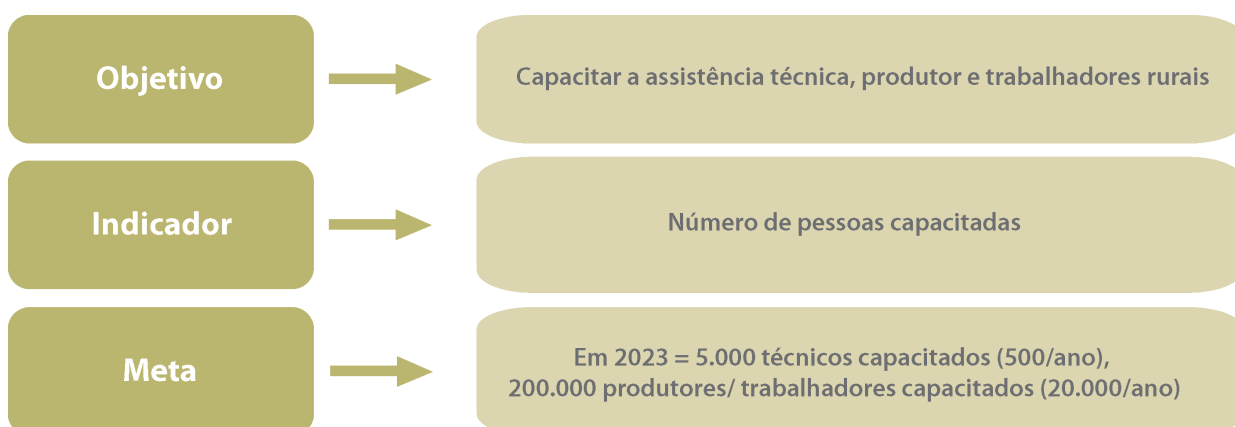 Objetivo
Capacitar a assistência técnica, produtor e trabalhadores rurais
Indicador
Número de pessoas capacitadas
Meta
Em 2023 = 5.000 técnicos capacitados (500/ano),
200.000 produtores/ trabalhadores capacitados (20.000/ano)